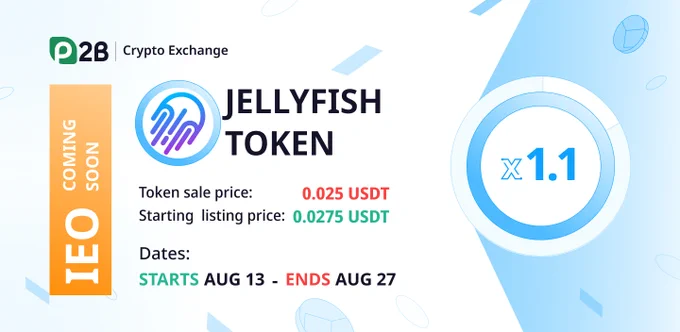 P2B Crypto Exchange
IEO COMING
SOON
JELLYFISH
TOKEN
Token sale price: 0.025 USDT
Starting listing price: 0.0275 USDT
Dates:
STARTS AUG 13 - ENDS AUG 27
x1.1